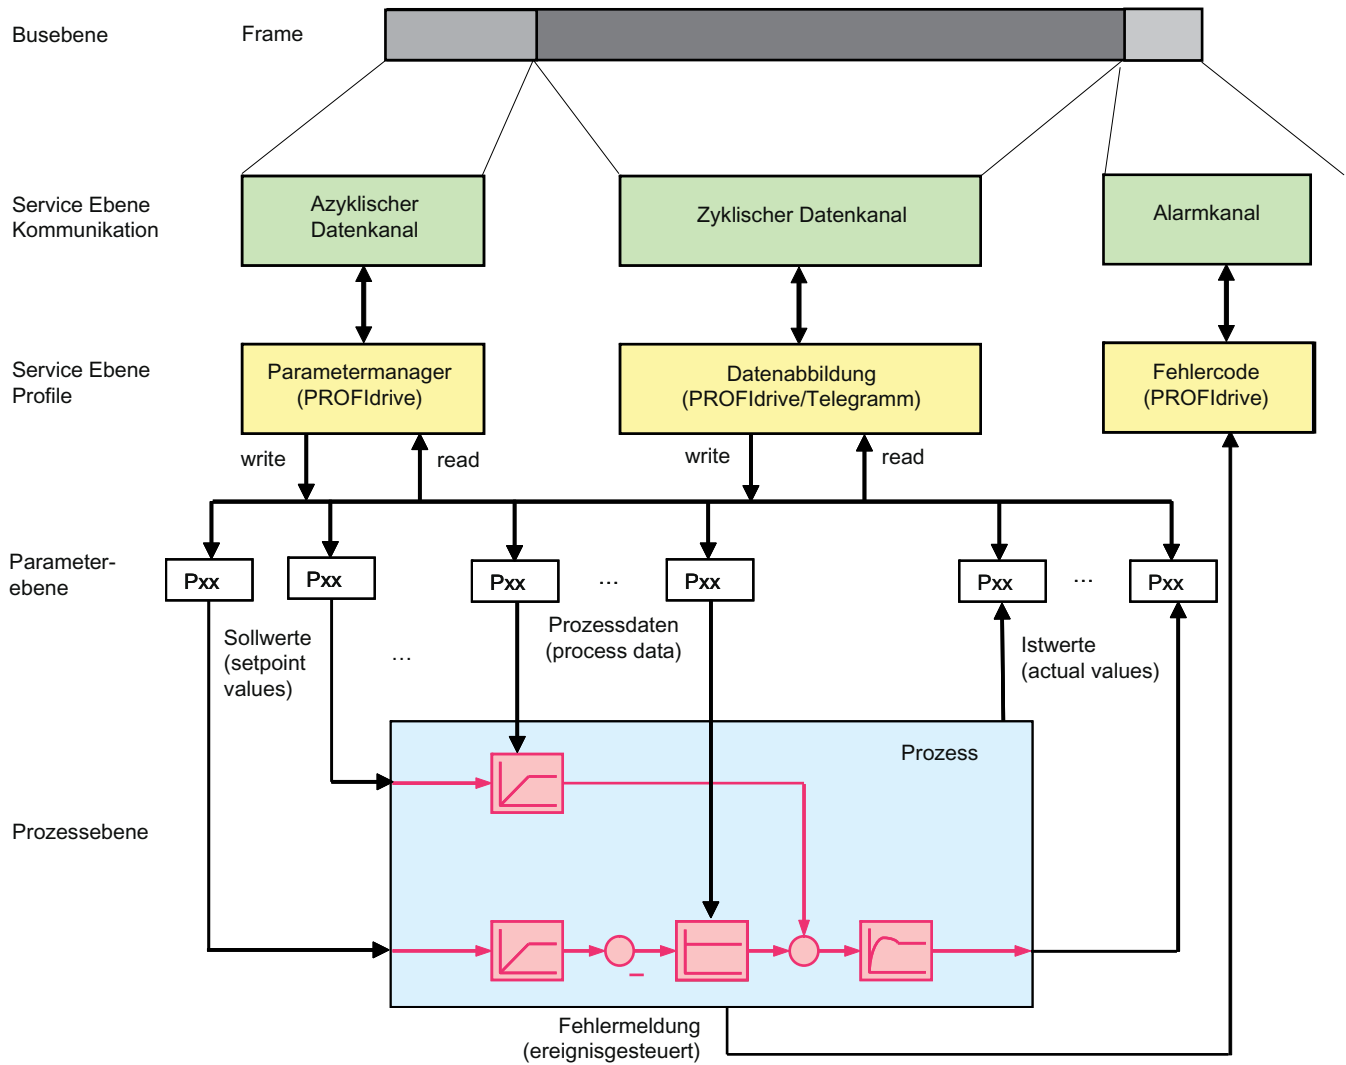 Busebene
Frame
Service Ebene
Kommunikation
Azyklischer
Datenkanal
Zyklischer Datenkanal
Alarmkanal
Service Ebene
Profile
Parametermanager
(PROFIdrive)
Datenabbildung
(PROFIdrive/Telegramm)
Fehlercode
(PROFIdrive)
write
read
write
read
Parameter-
ebene
Pxx
Pxx
Pxx
...
Pxx
Pxx
...
Pxx
Sollwerte
(setpoint
values)
...
Prozessdaten
(process data)
Istwerte
(actual values)
Prozess
Prozessebene
Fehlermeldung
(ereignisgesteuert)